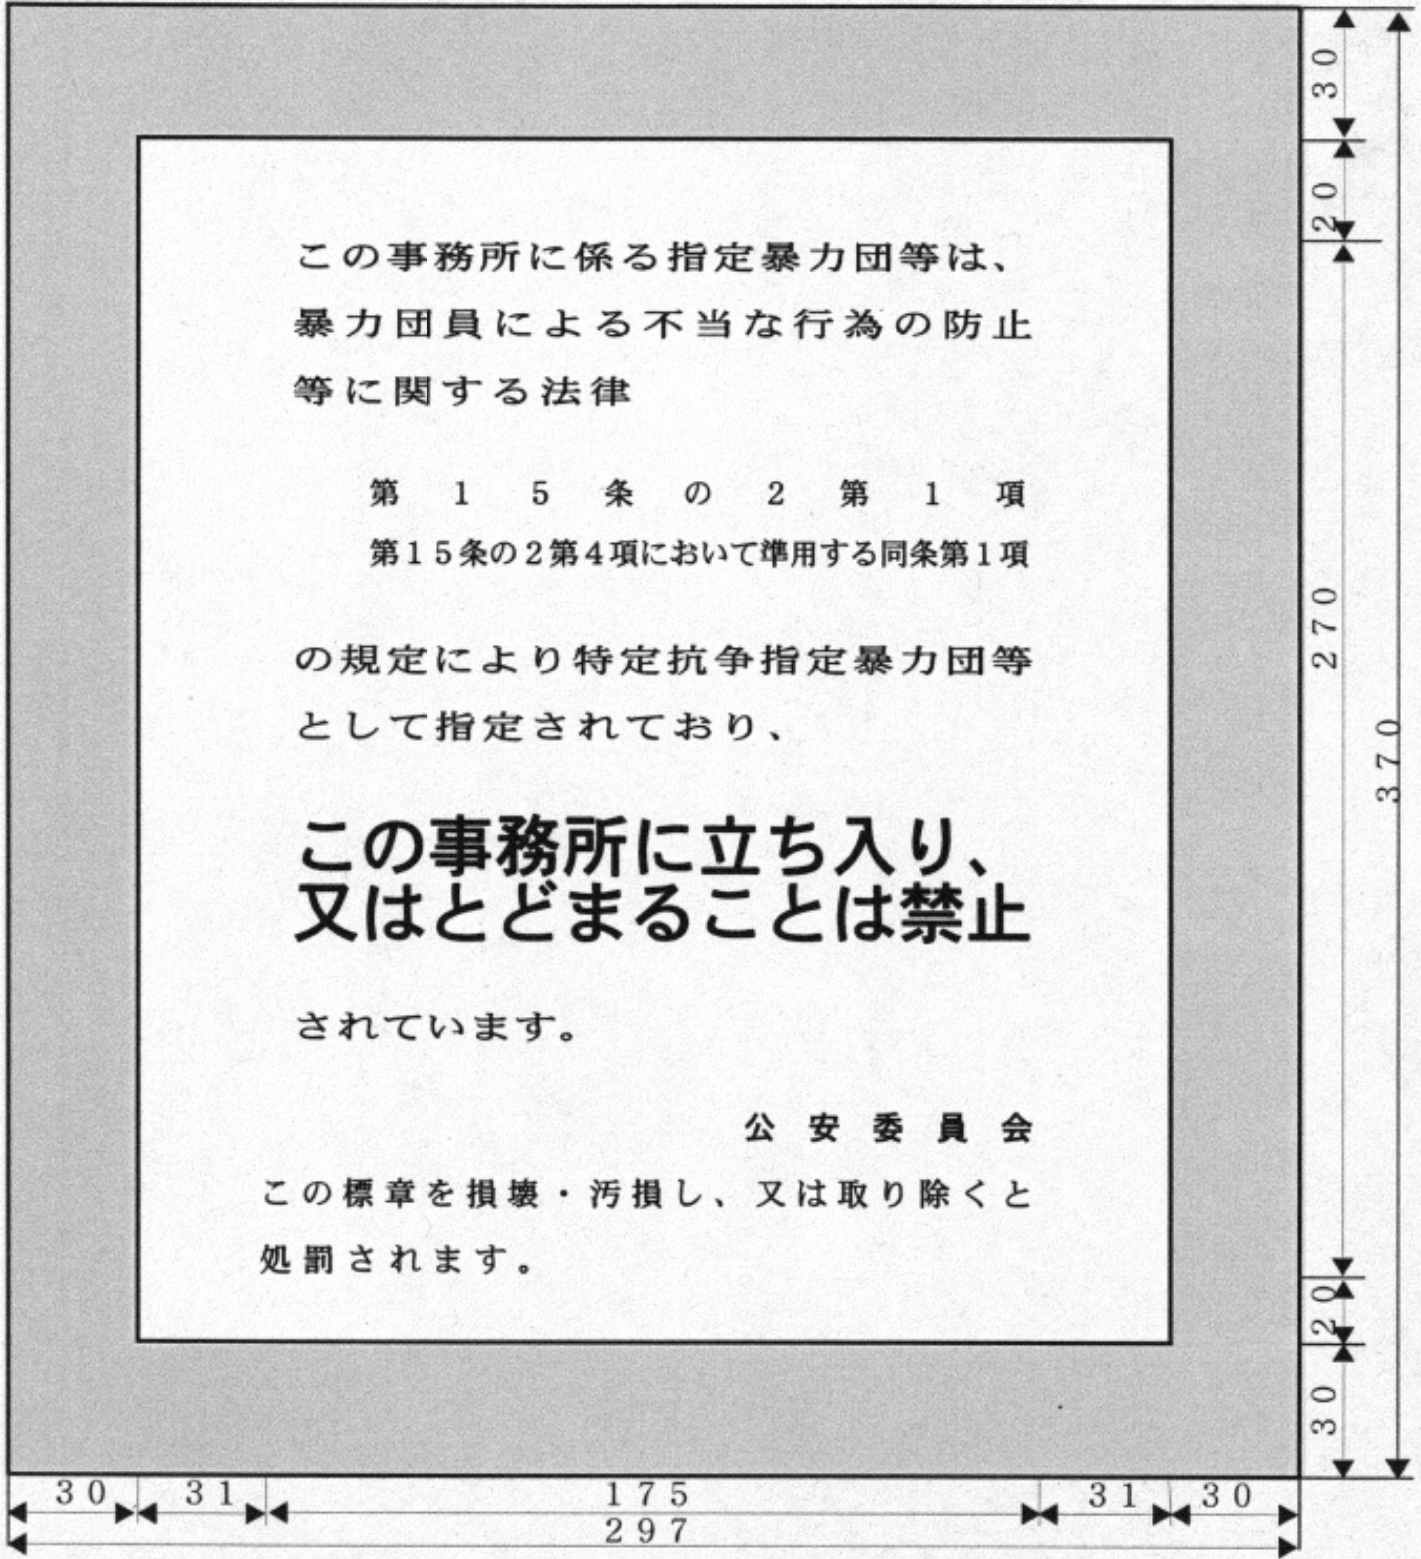 この事務所に係る指定暴力団等は、
暴力団員による不当な行為の防止
等に関する法律
第１５条の２第１項
第１５条の２第４項において準用する同条第１項
の規定により特定抗争指定暴力団等
として指定されており、
この事務所に立ち入り、
又はとどまることは禁止
されています。
公安委員会
この標章を損壊・汚損し、又は取り除くと
処罰されます。
30
20
270
370
20
30
30 31 175 31 30
297